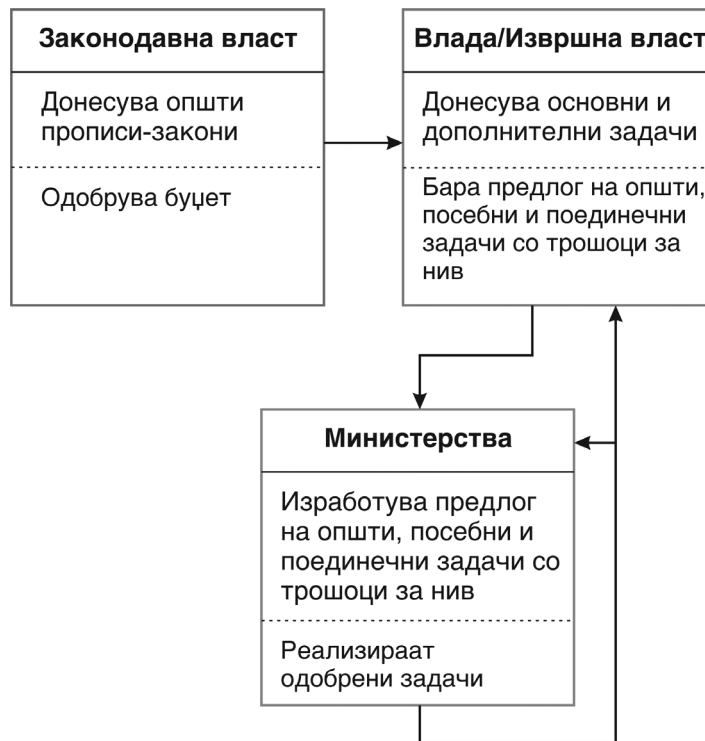 Законодавна власт
Донесува општи
прописи-закони
Одобрува буџет
Влада/Извршна власт
Донесува основни и
дополнителни задачи
Бара предлог на општи,
посебни и поединечни
задачи со трошоци за
нив
Министерства
Изработува предлог
на општи, посебни и
поединечни задачи со
трошоци за нив
Реализираат
одобрени задачи